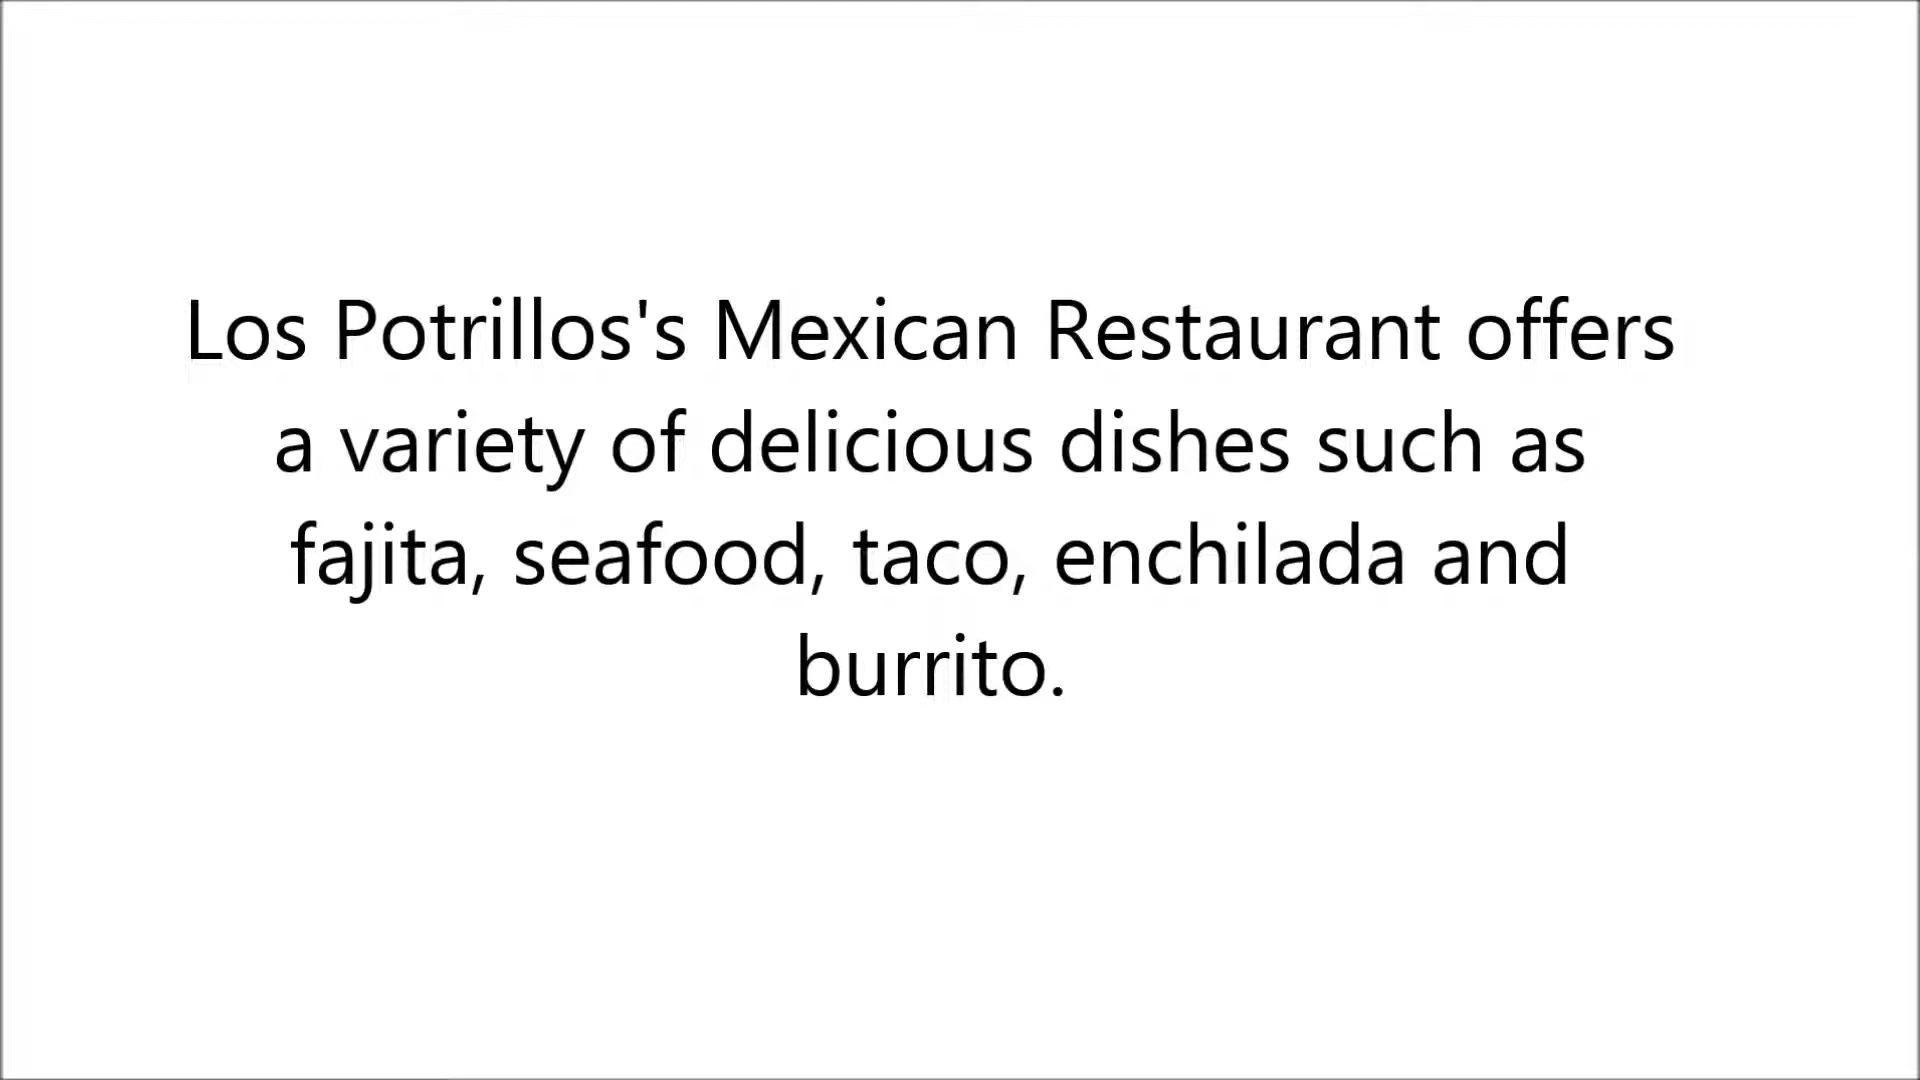 Los Potrillos's Mexican Restaurant offers
a variety of delicious dishes such as
fajita, seafood, taco, enchilada and
burrito.